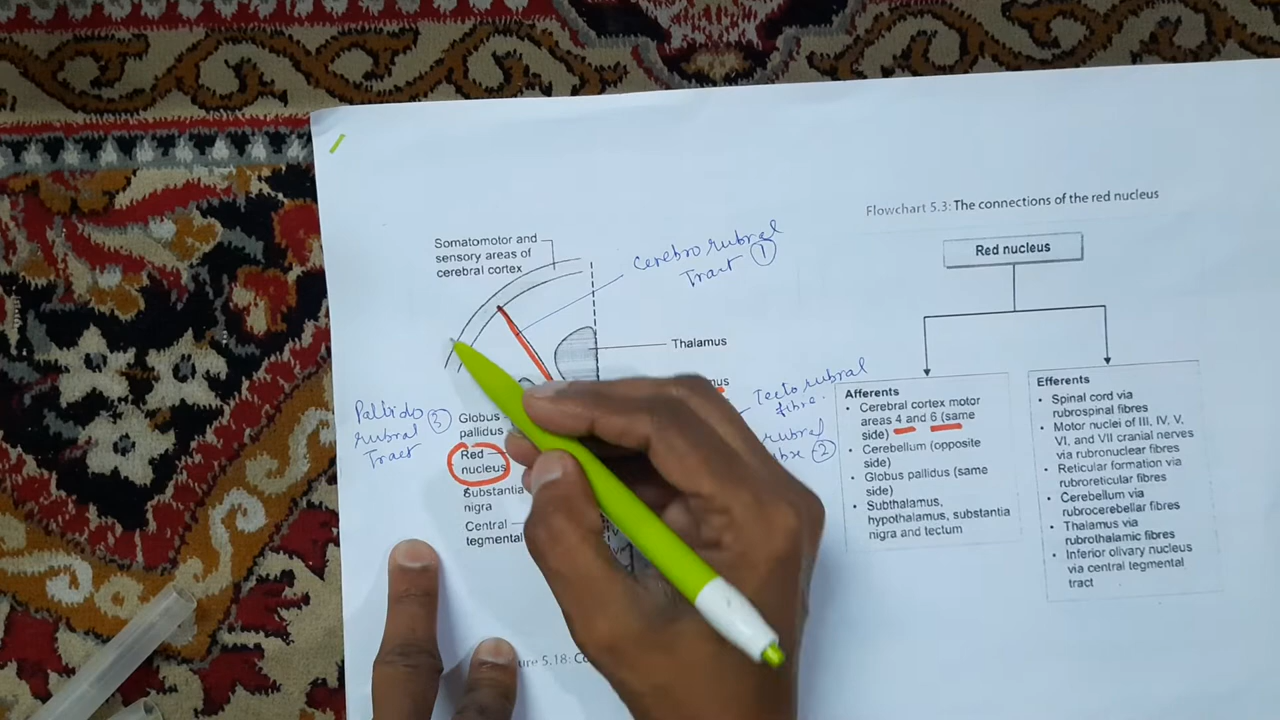 Flowchart 5.3: The connections of the red nucleus
Somatomotor and
sensory areas of
cerebral cortex
Cerebro rubral
Tract ①
Thalamus
Tecto rubral
fibre.
rubral
②
Pallido ③
rubral
Tract
Globus
pallidus
Red
nucleus
Substantia
nigra
Central
tegmental
Red nucleus
Afferents
• Cerebral cortex motor
areas 4 and 6 (same
side)
• Cerebellum (opposite
side)
• Globus pallidus (same
side)
• Subthalamus,
hypothalamus, substantia
nigra and tectum
Efferents
• Spinal cord via
rubrospinal fibres
• Motor nuclei of III, IV, V,
VI, and VII cranial nerves
via rubronuclear fibres
• Reticular formation via
rubroreticular fibres
• Cerebellum via
rubrocerebellar fibres
• Thalamus via
rubrothalamic fibres
• Inferior olivary nucleus
via central tegmental
tract
5.18: